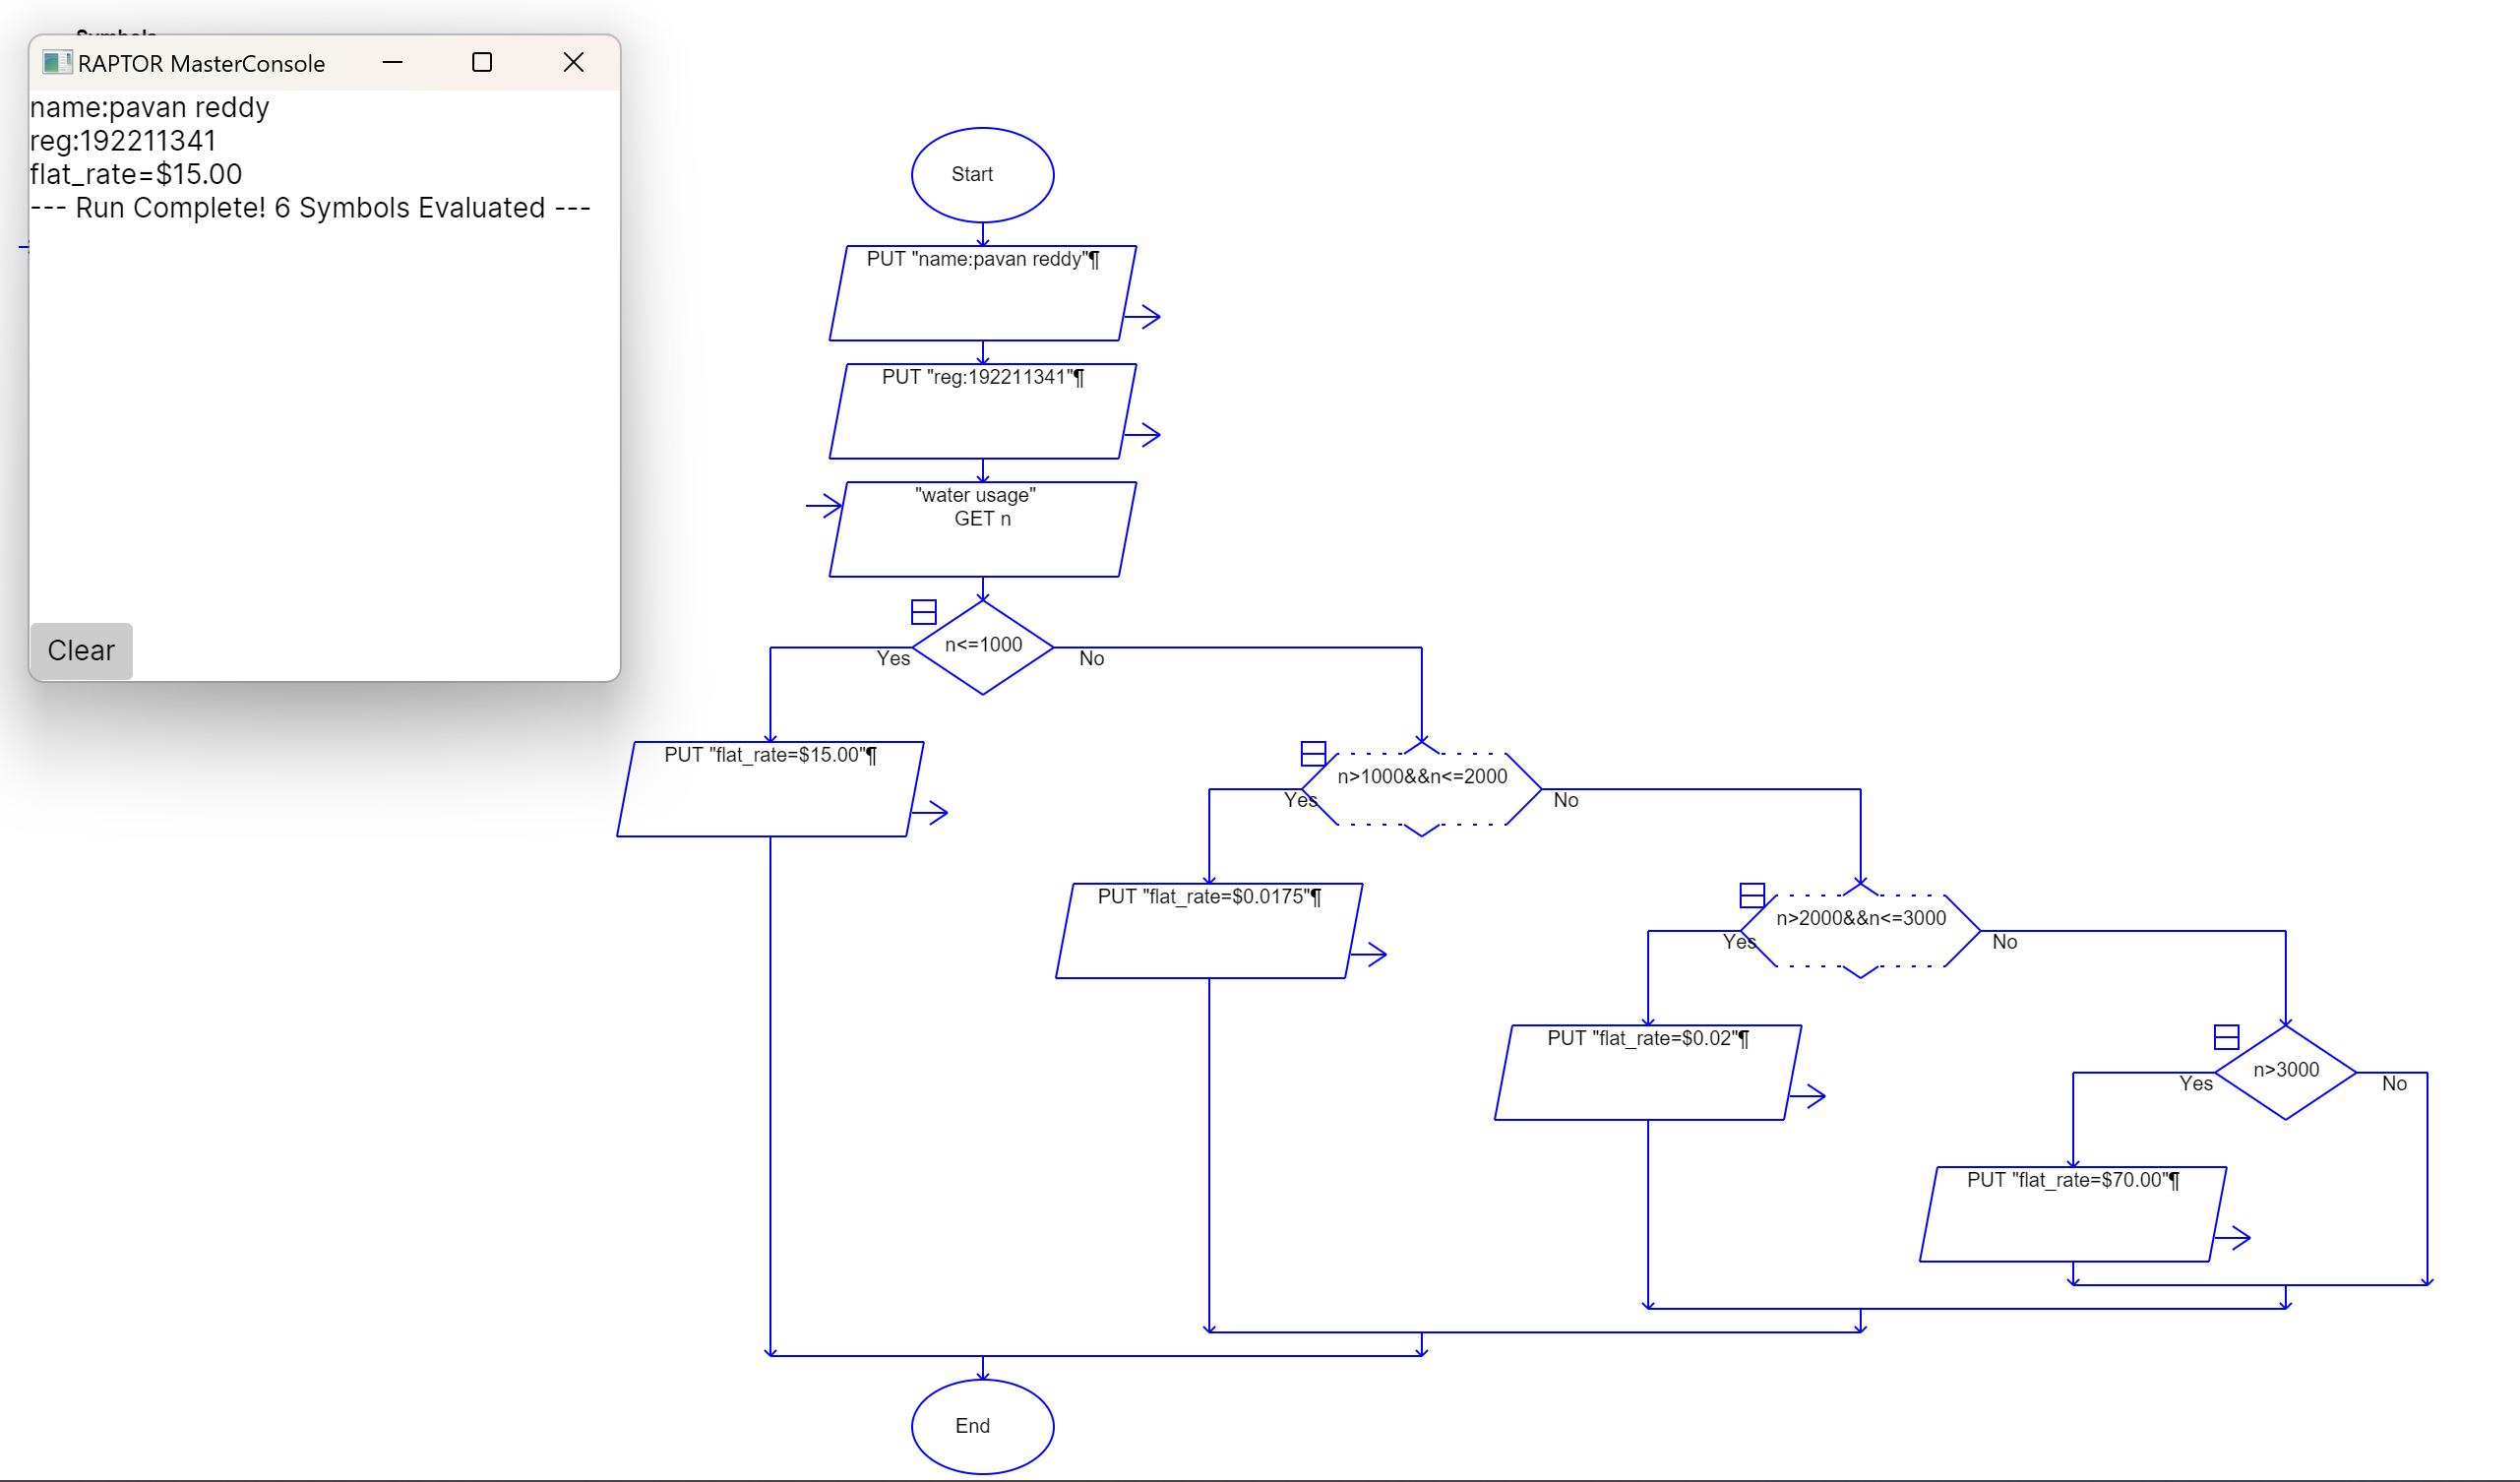 Symbols
RAPTOR MasterConsole
name:pavan reddy
reg:192211341
flat_rate=$15.00
--- Run Complete! 6 Symbols Evaluated ---
Clear
Start
PUT "name:pavan reddy"¶
PUT "reg:192211341"¶
"water usage"
GET n
n<=1000
Yes
No
PUT "flat_rate=$15.00"¶
n>1000&&n<=2000
Yes
No
PUT "flat_rate=$0.0175"¶
n>2000&&n<=3000
Yes
No
PUT "flat_rate=$0.02"¶
n>3000
Yes
No
PUT "flat_rate=$70.00"¶
End